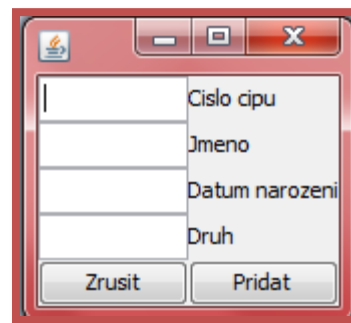 Cislo cipu
Jmeno
Datum narozeni
Druh
Zrusit Pridat